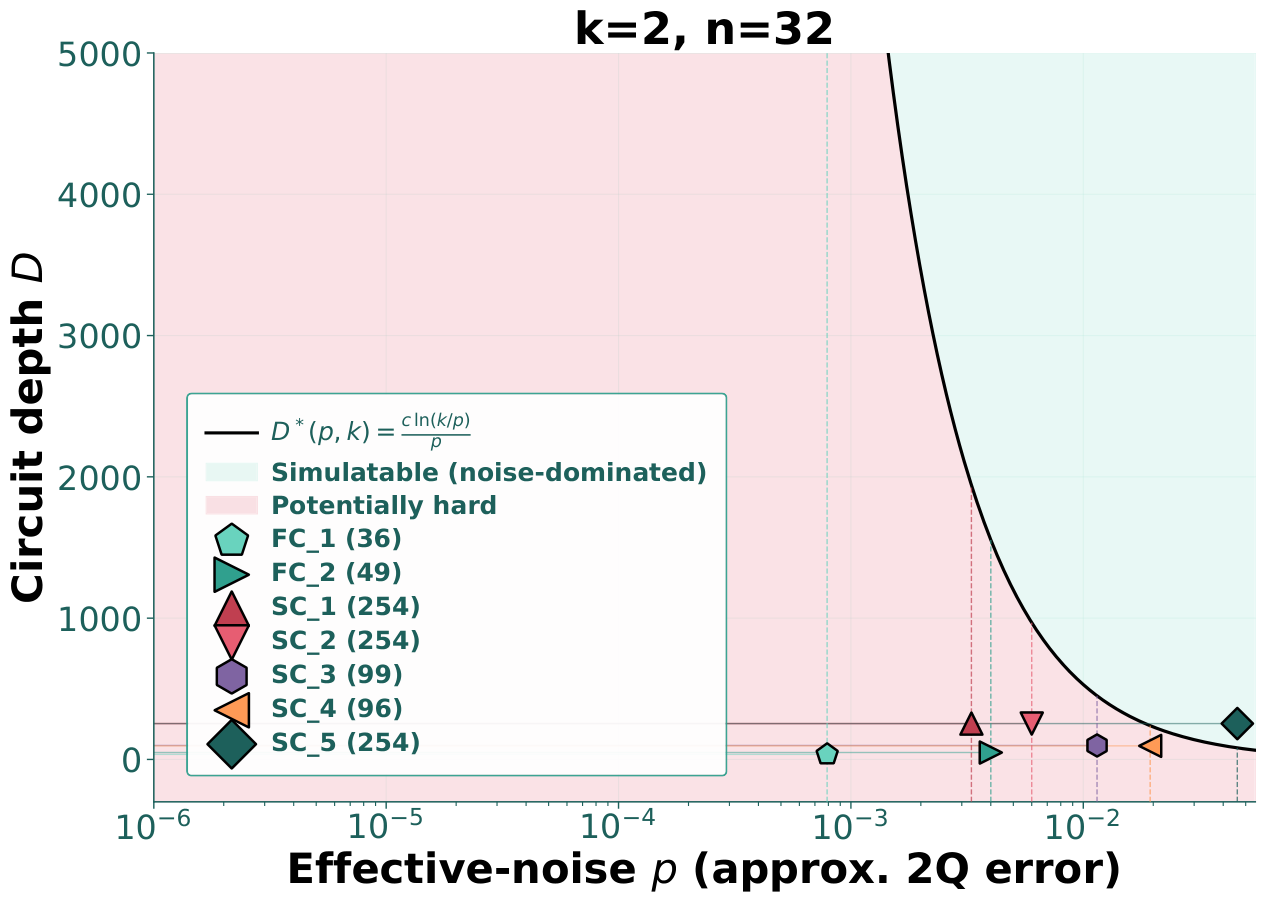 k=2, n=32
5000
4000
3000
2000
1000
0
Circuit depth D
D*(p, k) = c ln(k/p)/p
Simulatable (noise-dominated)
Potentially hard
FC_1 (36)
FC_2 (49)
SC_1 (254)
SC_2 (254)
SC_3 (99)
SC_4 (96)
SC_5 (254)
10⁻⁶ 10⁻⁵ 10⁻⁴ 10⁻³ 10⁻²
Effective-noise p (approx. 2Q error)